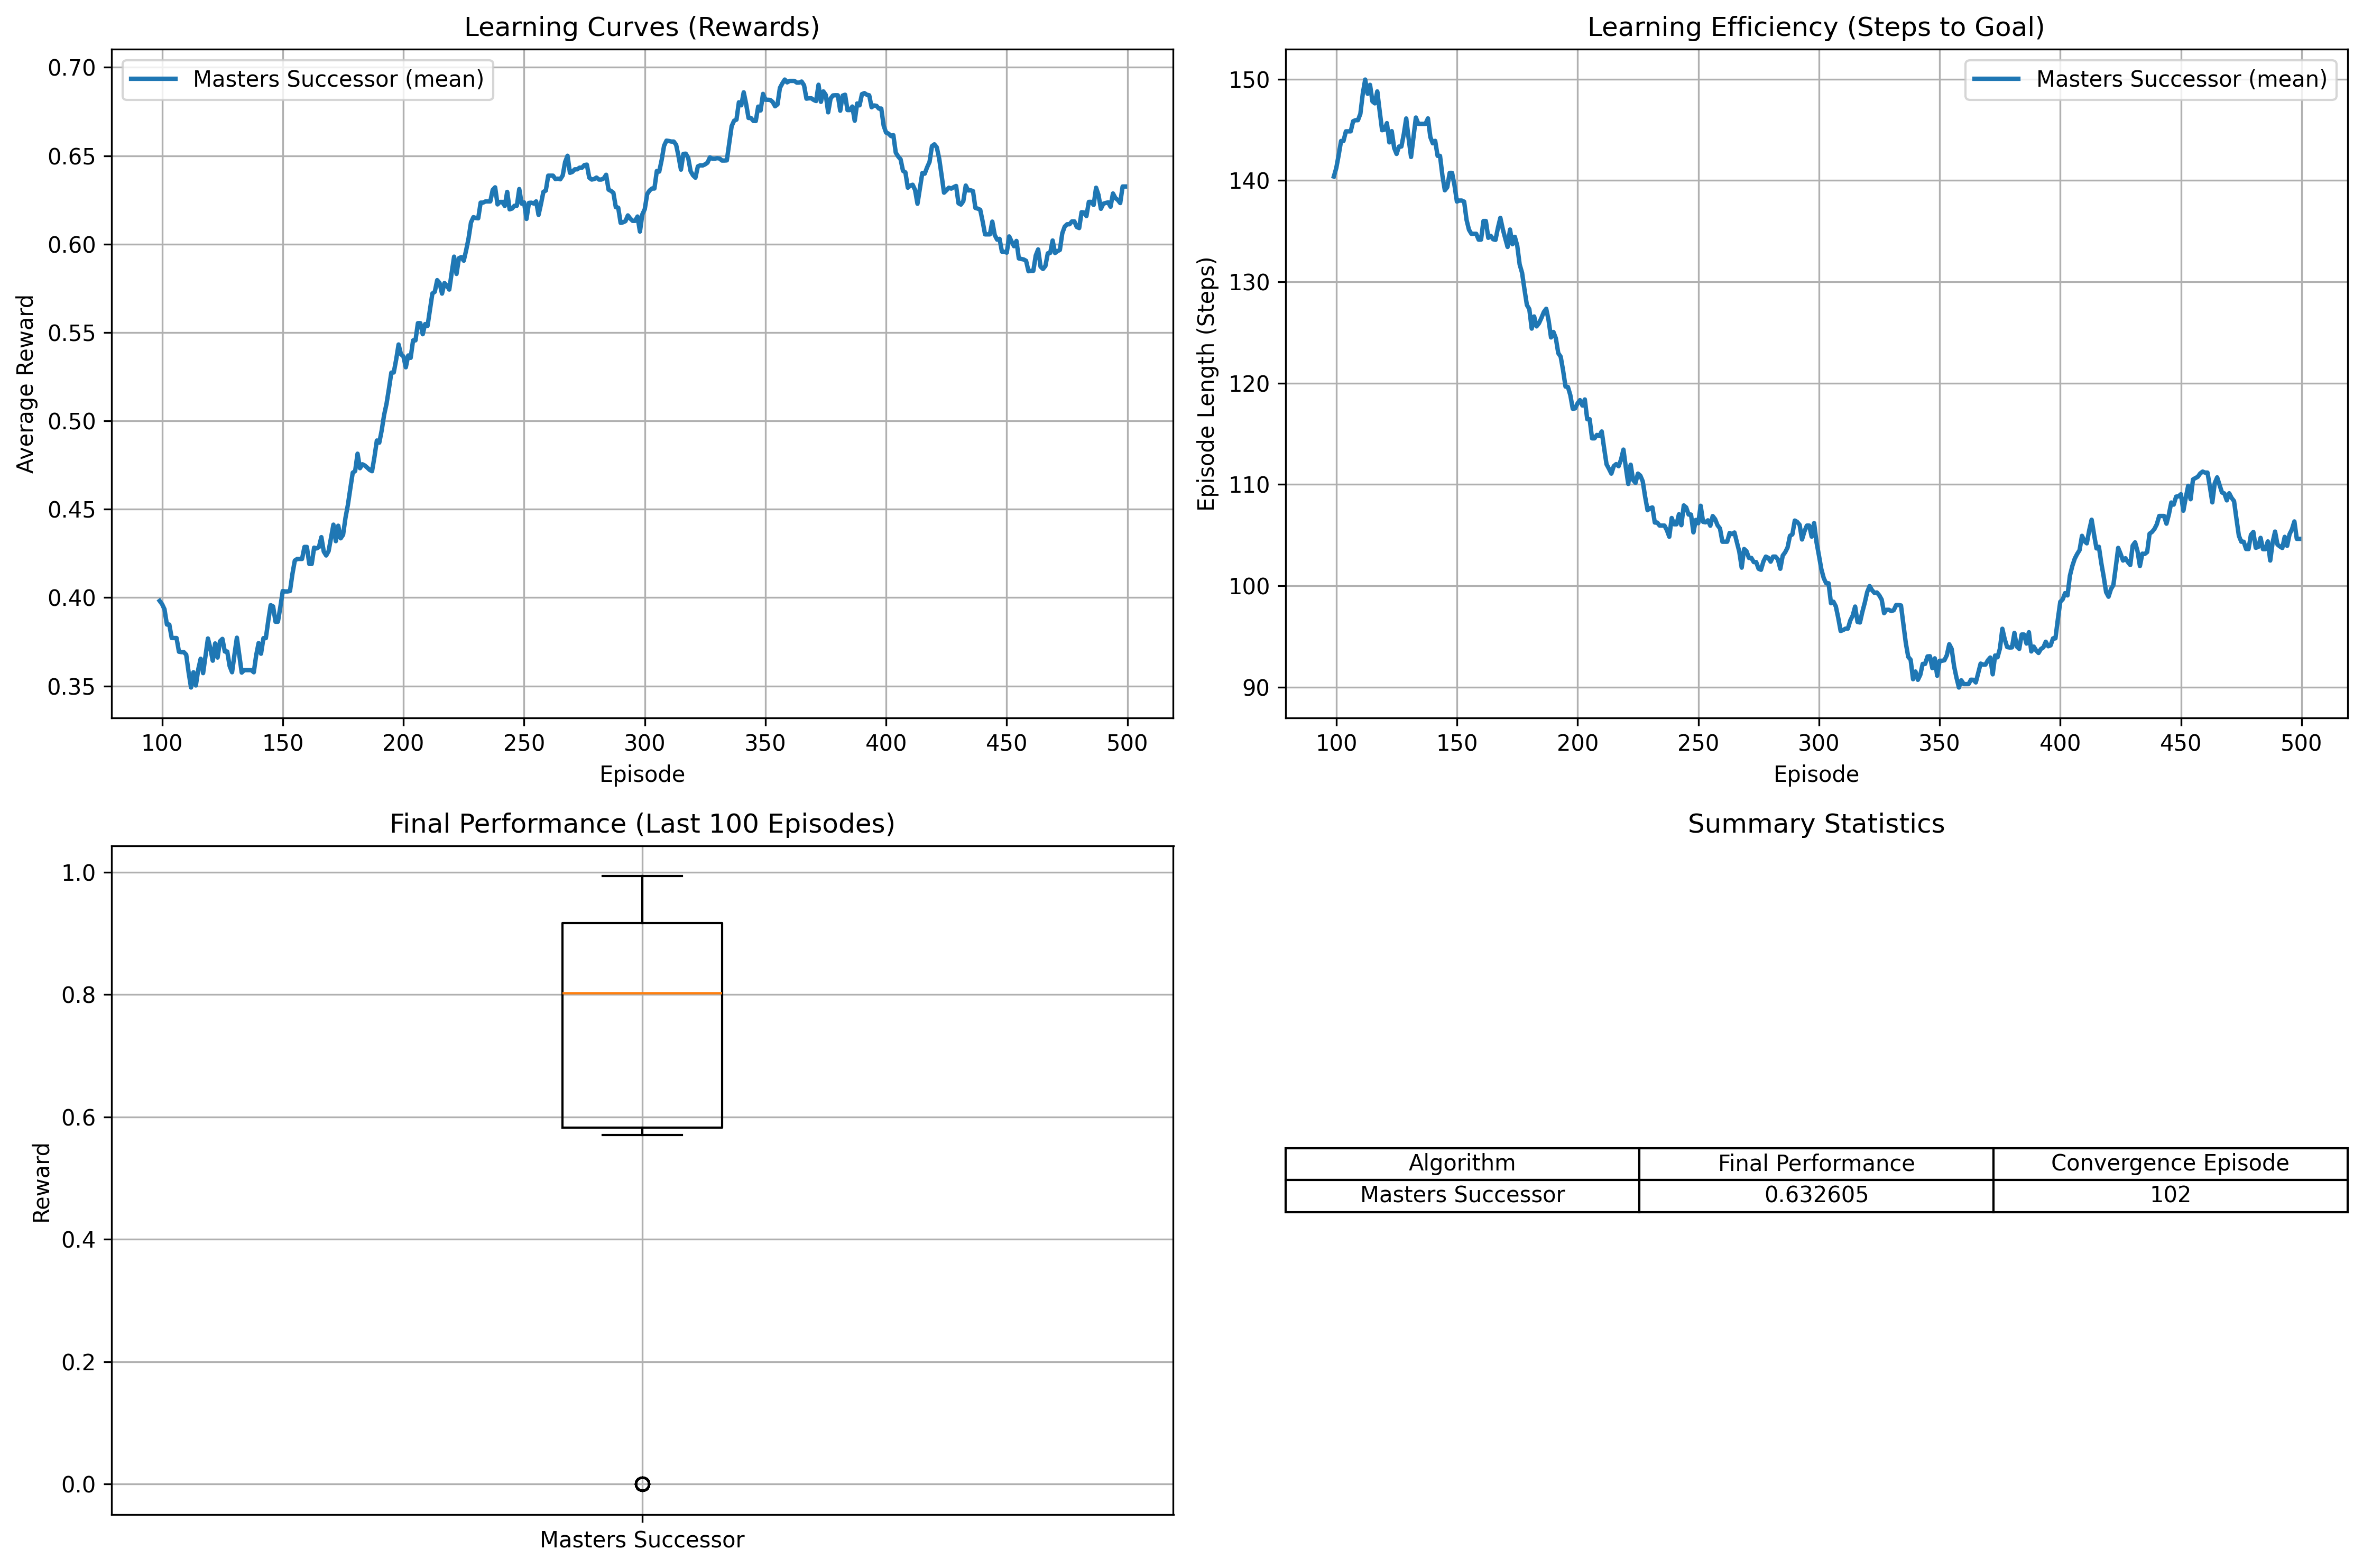 Learning Curves (Rewards)
Masters Successor (mean)
Average Reward
0.70
0.65
0.60
0.55
0.50
0.45
0.40
0.35
100 150 200 250 300 350 400 450 500
Episode
Learning Efficiency (Steps to Goal)
Masters Successor (mean)
Episode Length (Steps)
150
140
130
120
110
100
90
100 150 200 250 300 350 400 450 500
Episode
Final Performance (Last 100 Episodes)
Reward
1.0
0.8
0.6
0.4
0.2
0.0
Masters Successor
Summary Statistics
Algorithm Final Performance Convergence Episode
Masters Successor 0.632605 102